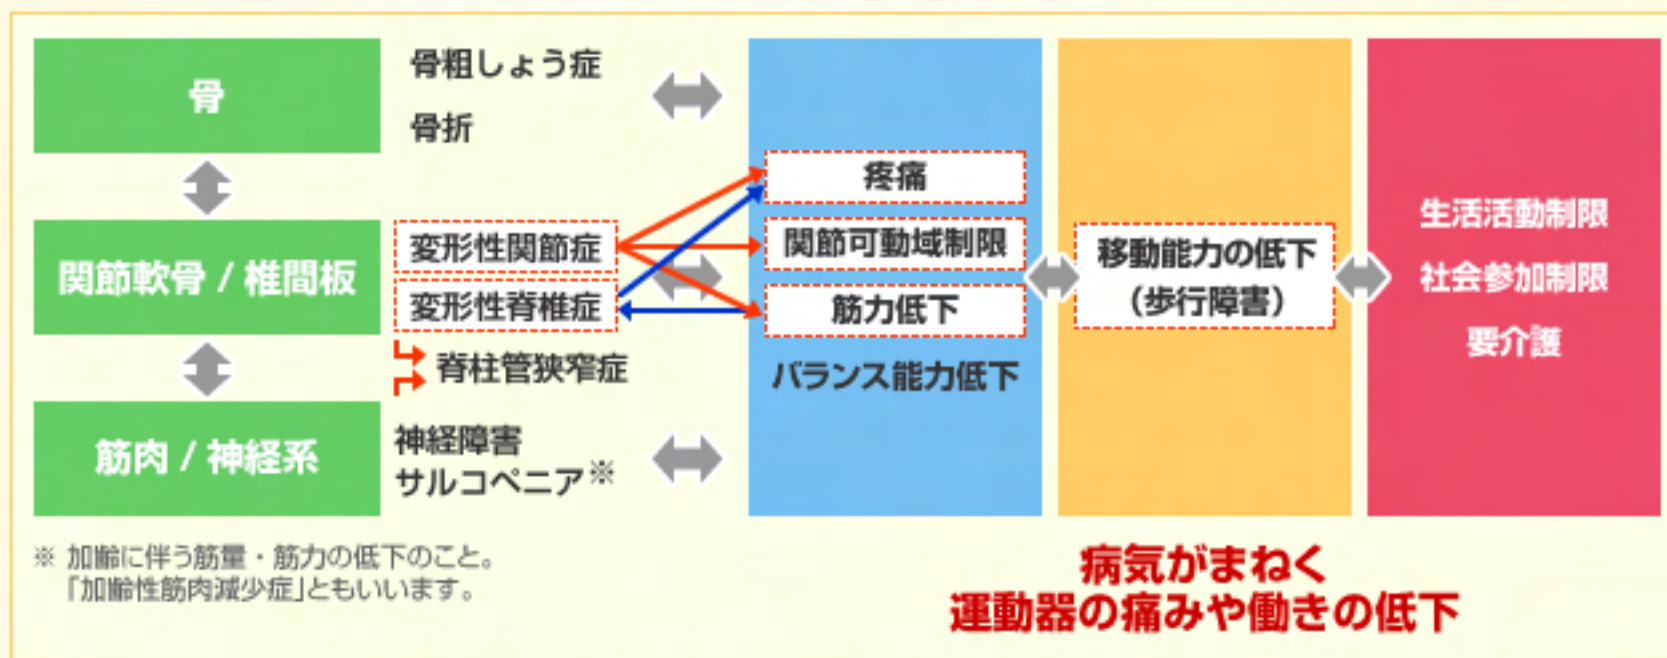 骨
骨粗しょう症
骨折
関節軟骨 / 椎間板
変形性関節症
変形性脊椎症
脊柱管狭窄症
筋肉 / 神経系
神経障害
サルコペニア※
疼痛
関節可動域制限
筋力低下
バランス能力低下
移動能力の低下
（歩行障害）
生活活動制限
社会参加制限
要介護
※ 加齢に伴う筋量・筋力の低下のこと。
「加齢性筋肉減少症」ともいいます。
病気がまねく
運動器の痛みや働きの低下